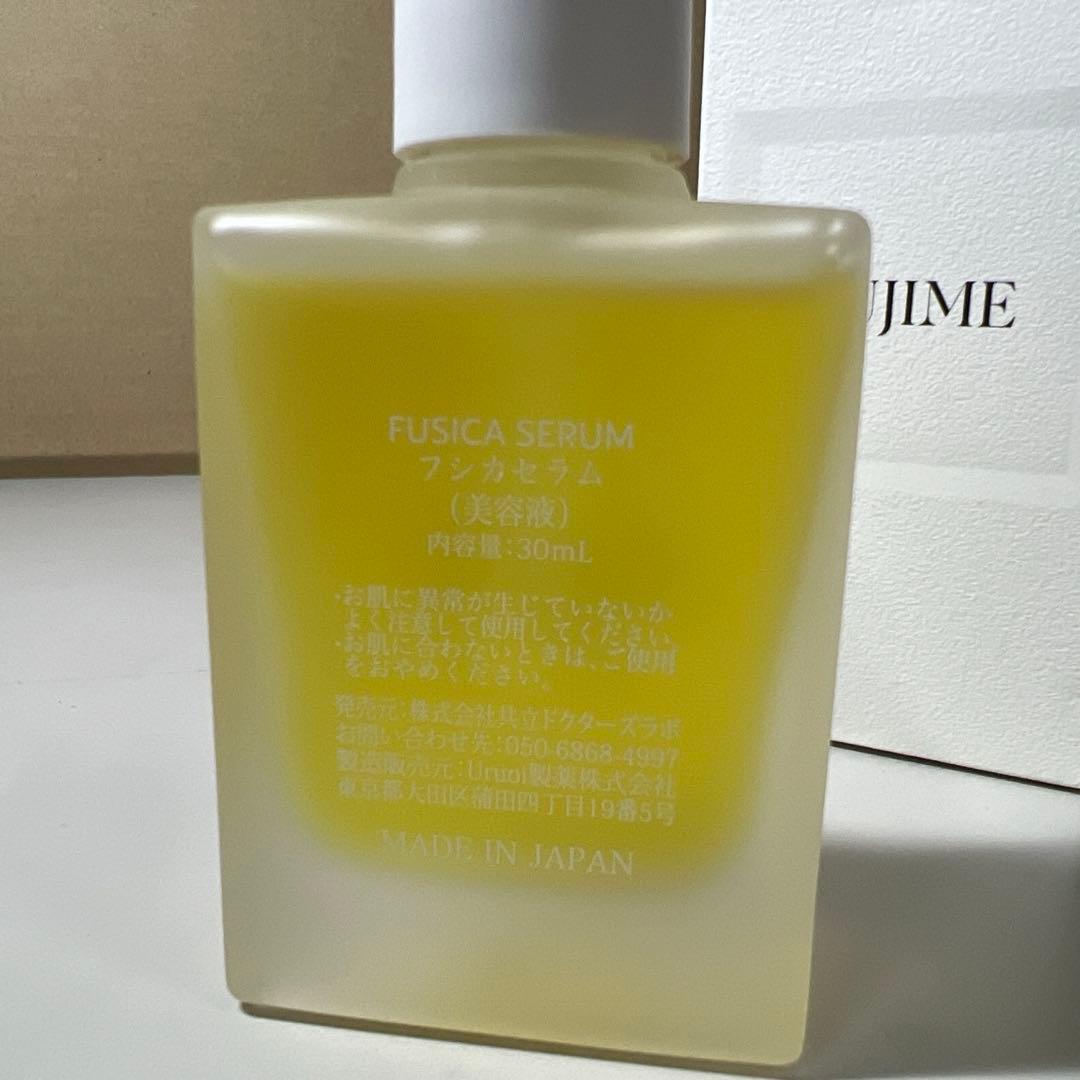 FUSICA SERUM
フシカセラム
(美容液)
内容量:30mL
・お肌に異常が生じていないか
よく注意して使用してください。
・お肌に合わないときは、ご使用
をおやめください。
発売元:株式会社共立ドクターズラボ
お問い合わせ先:050-6868-4997
製造販売元:Uruoi製薬株式会社
東京都大田区蒲田四丁目19番5号
MADE IN JAPAN
UJIME